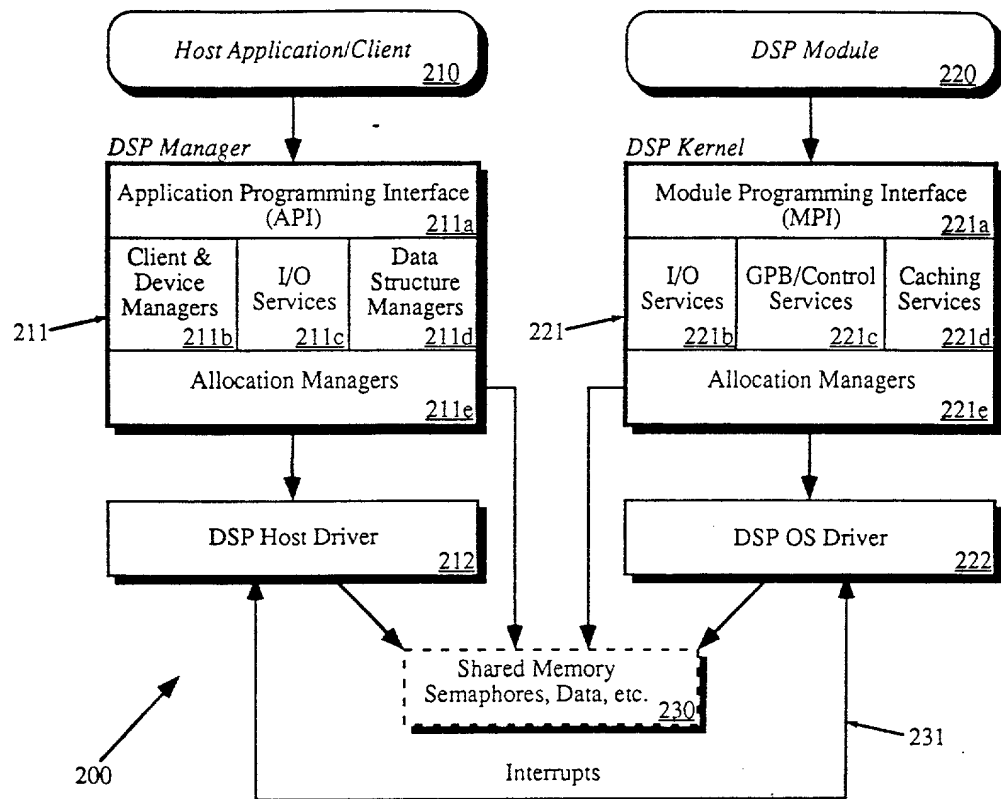 Host Application/Client
210
DSP Module
220
DSP Manager
Application Programming Interface
(API)
211a
Client &
Device
Managers
211b
I/O
Services
211c
Data
Structure
Managers
211d
Allocation Managers
211e
211
DSP Kernel
Module Programming Interface
(MPI)
221a
I/O
Services
221b
GPB/Control
Services
221c
Caching
Services
221d
Allocation Managers
221e
221
DSP Host Driver
212
DSP OS Driver
222
Shared Memory
Semaphores, Data, etc.
230
231
200
Interrupts